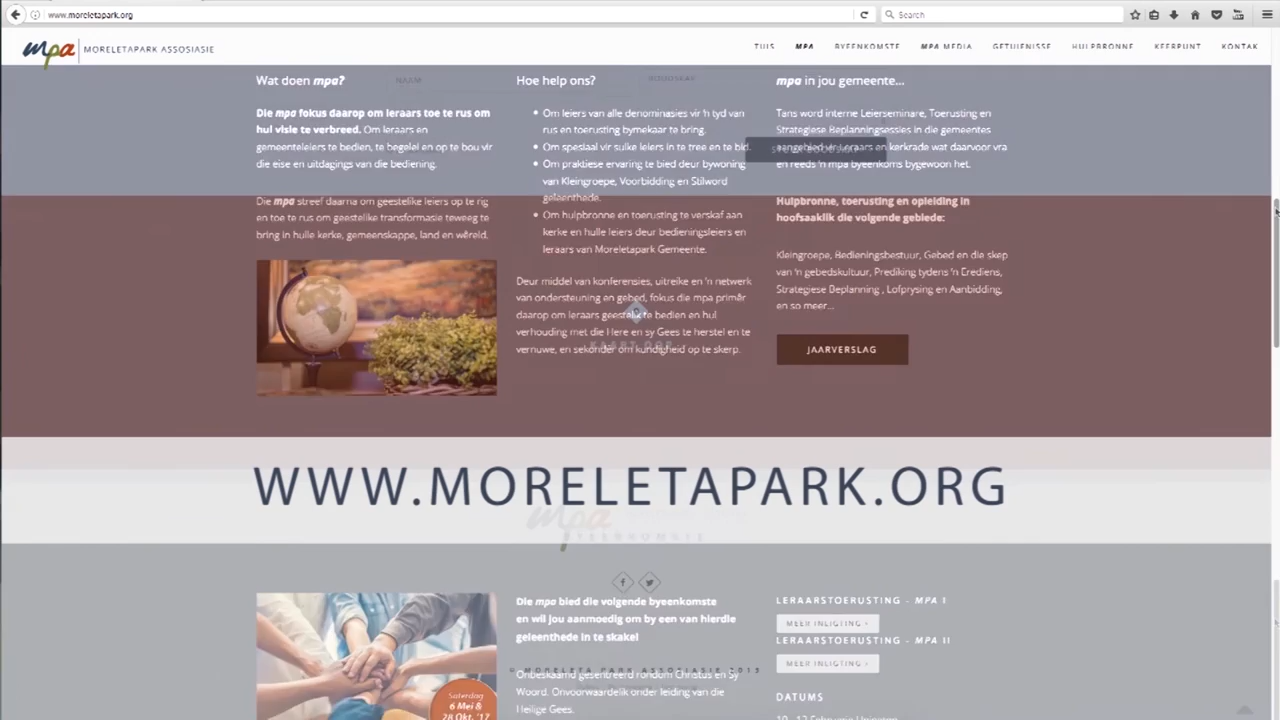 www.moreletapark.org
Search
mpa MORELETAPARK ASSOSIASIE
TUIS MPA BYEENKOMSTE MPA MEDIA GETUIENISSE HULPBRONNE KEERPUNT KONTAK
Wat doen mpa?
NAAM
Die mpa fokus daarop om leraars toe te rus om
hul visie te verbreed. Om leraars en
gemeenteleiers te bedien, te begelei en op te bou vir
die eise en uitdagings van die bediening.
Die mpa streef daarna om geestelike leiers op te rig
en toe te rus om geestelike transformasie teweeg te
bring in hulle kerke, gemeenskappe, land en wêreld.
Hoe help ons?
BOODSKAP
Om leiers van alle denominasies vir 'n tyd van
rus en toerusting bymekaar te bring.
Om spesiaal vir sulke leiers in te tree en te bid.
Om praktiese ervaring te bied deur bywoning
van Kleingroepe, Voorbidding en Stilword
geleenthede.
Om hulpbronne en toerusting te verskaf aan
kerke en hulle leiers deur bedieningsleiers en
leraars van Moreletapark Gemeente.
Deur middel van konferensies, uitreike en 'n netwerk
van ondersteuning en gebed, fokus die mpa primêr
daarop om leraars geestelik te bedien en hul
verhouding met die Here en sy Gees te herstel en te
vernuwe, en sekondêr om kundigheid op te skerp.
mpa in jou gemeente...
Tans word interne Leierseminare, Toerusting en
Strategiese Beplanningsessies in die gemeentes
aangebied vir Leraars en kerkrade wat daarvoor vra
en reeds 'n mpa byeenkoms bygewoon het.
Hulpbronne, toerusting en opleiding in
hoofsaaklik die volgende gebiede:
Kleingroepe, Bedieningsbestuur, Gebed en die skep
van 'n gebedskultuur, Prediking tydens 'n Erediens,
Strategiese Beplanning , Lofprysing en Aanbidding,
en so meer...
JAARVERSLAG
WWW.MORELETAPARK.ORG
mpa
BYEENKOMSTE
Saterdag
6 Mei &
28 Okt. '17
Die mpa bied die volgende byeenkomste
en wil jou aanmoedig om by een van hierdie
geleenthede in te skakel
© MORELETA PARK ASSOSIASIE 2015
Onbeskaamd gesentreerd rondom Christus en Sy
Woord. Onvoorwaardelik onder leiding van die
Heilige Gees.
LERAARSTOERUSTING - MPA I
MEER INLIGTING ›
LERAARSTOERUSTING - MPA II
MEER INLIGTING ›
DATUMS